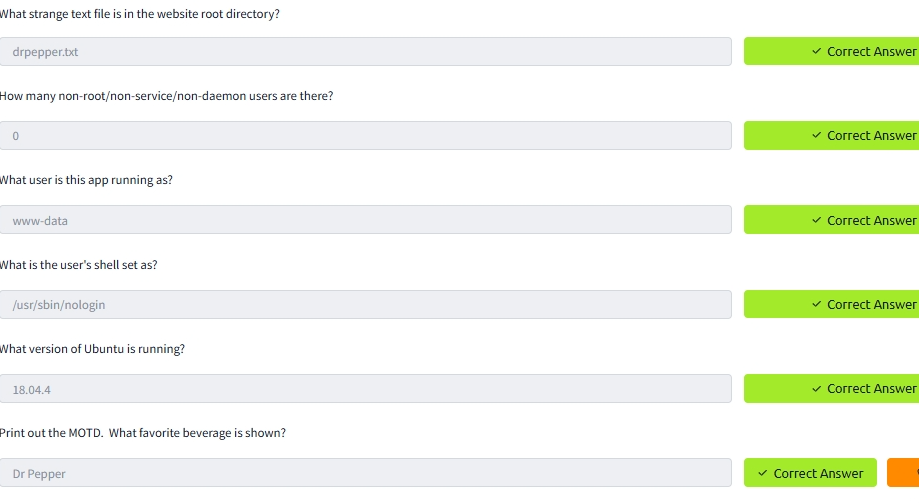 What strange text file is in the website root directory?
drpepper.txt
✓ Correct Answer
How many non-root/non-service/non-daemon users are there?
0
✓ Correct Answer
What user is this app running as?
www-data
✓ Correct Answer
What is the user's shell set as?
/usr/sbin/nologin
✓ Correct Answer
What version of Ubuntu is running?
18.04.4
✓ Correct Answer
Print out the MOTD.  What favorite beverage is shown?
Dr Pepper
✓ Correct Answer